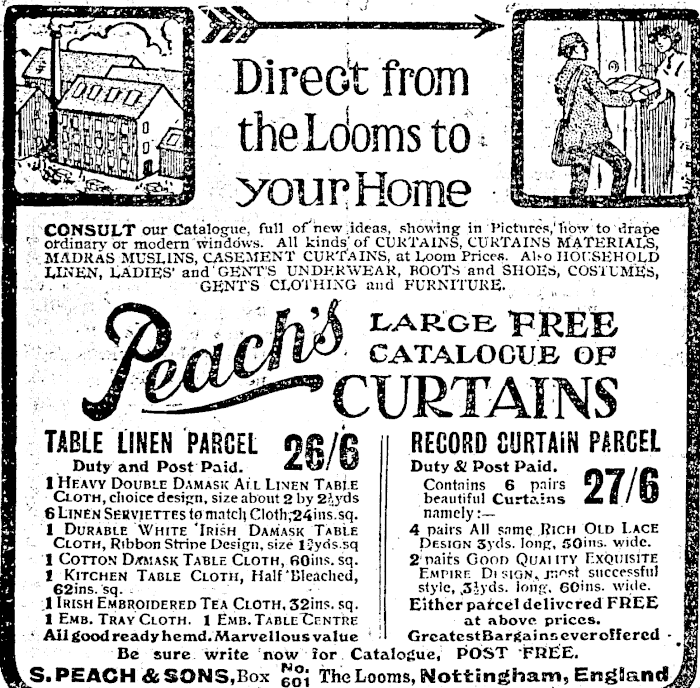 Direct from
the Looms to
your Home
CONSULT our Catalogue, full of new ideas, showing in Pictures, how to drape
ordinary or modern windows. All kinds of CURTAINS, CURTAINS MATERIALS,
MADRAS MUSLINS, CASEMENT CURTAINS, at Loom Prices. Also HOUSEHOLD
LINEN, LADIES' and GENT'S UNDERWEAR, BOOTS and SHOES, COSTUMES,
GENT'S CLOTHING and FURNITURE.
Peach's
LARGE FREE
CATALOGUE OF
CURTAINS
TABLE LINEN PARCEL 26/6
Duty and Post Paid.
1 HEAVY DOUBLE DAMASK ALL LINEN TABLE
CLOTH, choice design, size about 2 by 2½yds
6 LINEN SERVIETTES to match Cloth, 24ins. sq.
1 DURABLE WHITE IRISH DAMASK TABLE
CLOTH, Ribbon Stripe Design, size yds. sq
1 COTTON DAMASK TABLE CLOTH, 60ins. sq.
1 KITCHEN TABLE CLOTH, Half Bleached,
62ins. sq.
1 IRISH EMBROIDERED TEA CLOTH, 32ins. sq.
1 EMB. TRAY CLOTH. 1 EMB. TABLE CENTRE
All good ready hemd. Marvellous value
RECORD CURTAIN PARCEL
Duty & Post Paid.
27/6
Contains 6 pairs
beautiful Curtains
namely:—
4 pairs All same RICH OLD LACE
DESIGN 3yds. long, 50ins. wide.
2 pairs GOOD QUALITY EXQUISITE
EMPIRE DESIGN, most successful
style, 3½yds. long, 60ins. wide.
Either parcel delivered FREE
at above prices.
Greatest Bargains ever offered
Be sure write now for Catalogue, POST FREE.
S. PEACH & SONS, Box No. 601 The Looms, Nottingham, England